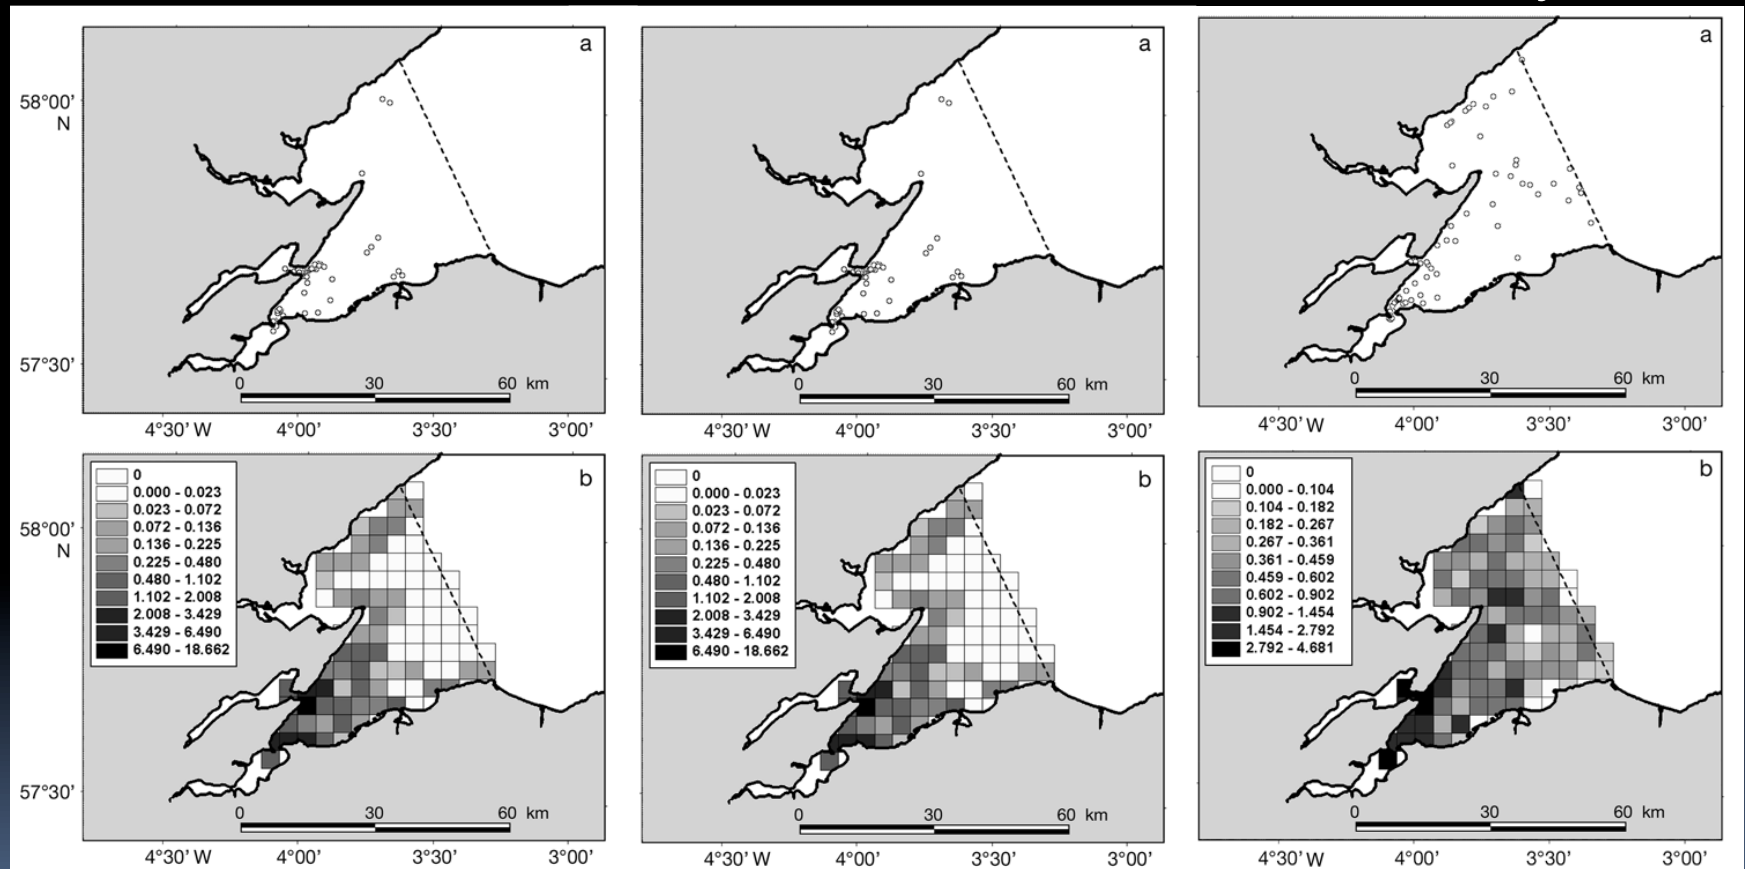 a
a
a
58°00'
N
57°30'
0 30 60 km
0 30 60 km
0 30 60 km
4°30' W 4°00' 3°30' 3°00'
4°30' W 4°00' 3°30' 3°00'
4°30' W 4°00' 3°30' 3°00'
b
0
0.000 - 0.023
0.023 - 0.072
0.072 - 0.136
0.136 - 0.225
0.225 - 0.480
0.480 - 1.102
1.102 - 2.008
2.008 - 3.429
3.429 - 6.490
6.490 - 18.662
b
0
0.000 - 0.023
0.023 - 0.072
0.072 - 0.136
0.136 - 0.225
0.225 - 0.480
0.480 - 1.102
1.102 - 2.008
2.008 - 3.429
3.429 - 6.490
6.490 - 18.662
b
0
0.000 - 0.104
0.104 - 0.182
0.182 - 0.267
0.267 - 0.361
0.361 - 0.459
0.459 - 0.602
0.602 - 0.902
0.902 - 1.454
1.454 - 2.792
2.792 - 4.681
58°00'
N
57°30'
0 30 60 km
0 30 60 km
0 30 60 km
4°30' W 4°00' 3°30' 3°00'
4°30' W 4°00' 3°30' 3°00'
4°30' W 4°00' 3°30' 3°00'